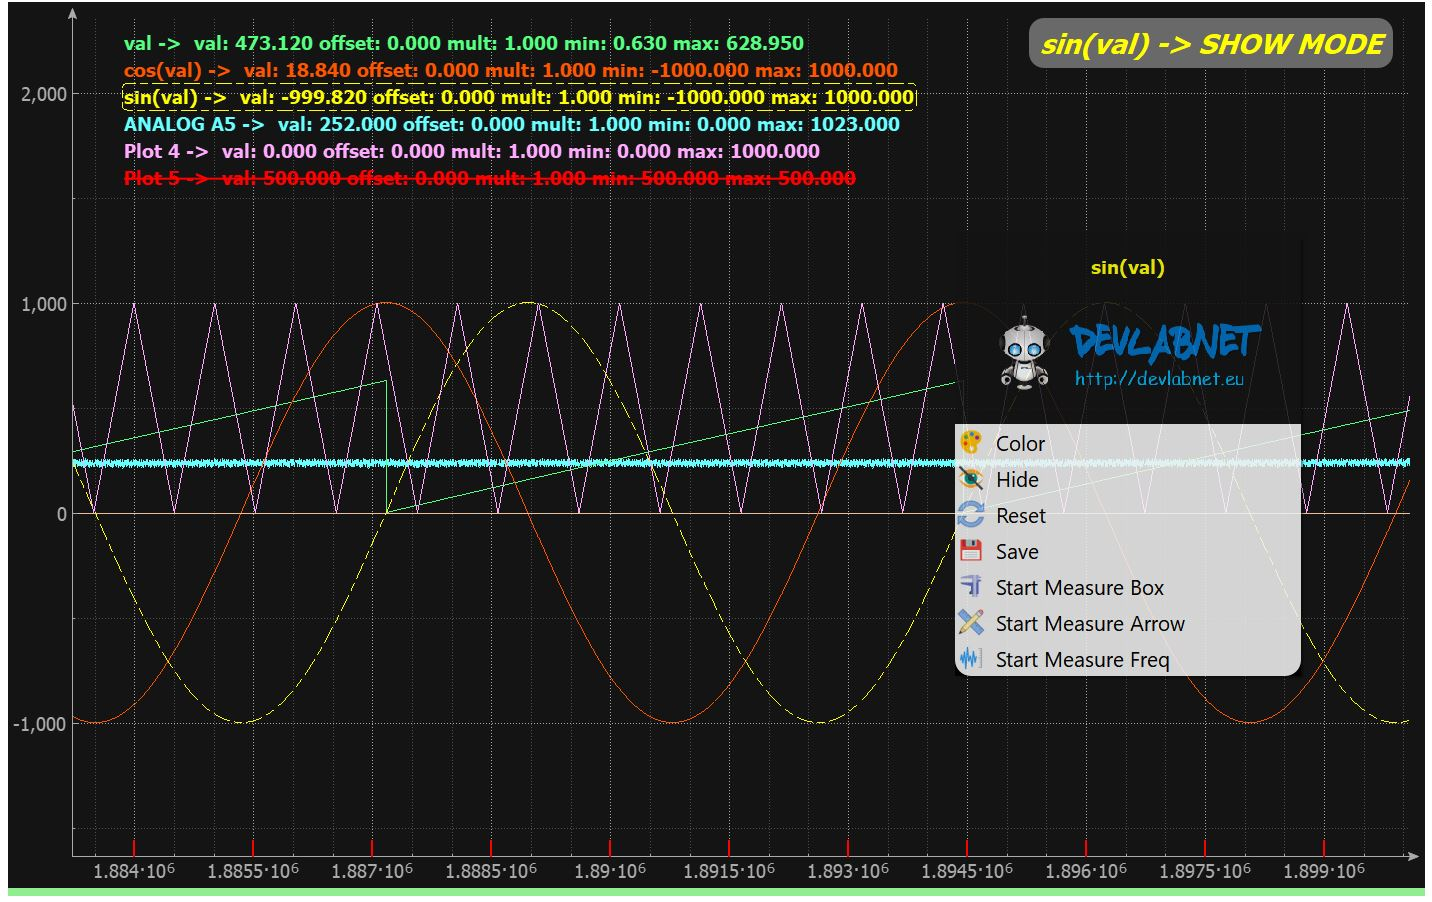 val -> val: 473.120 offset: 0.000 mult: 1.000 min: 0.630 max: 628.950
sin(val) -> SHOW MODE
cos(val) -> val: 18.840 offset: 0.000 mult: 1.000 min: -1000.000 max: 1000.000
sin(val) -> val: -999.820 offset: 0.000 mult: 1.000 min: -1000.000 max: 1000.000
ANALOG A5 -> val: 252.000 offset: 0.000 mult: 1.000 min: 0.000 max: 1023.000
Plot 4 -> val: 0.000 offset: 0.000 mult: 1.000 min: 0.000 max: 1000.000
Plot 5 -> val: 500.000 offset: 0.000 mult: 1.000 min: 500.000 max: 500.000
2,000
1,000
0
-1,000
sin(val)
DEVLABNET
http://devlabnet.eu
Color
Hide
Reset
Save
Start Measure Box
Start Measure Arrow
Start Measure Freq
1.884·10⁶ 1.8855·10⁶ 1.887·10⁶ 1.8885·10⁶ 1.89·10⁶ 1.8915·10⁶ 1.893·10⁶ 1.8945·10⁶ 1.896·10⁶ 1.8975·10⁶ 1.899·10⁶